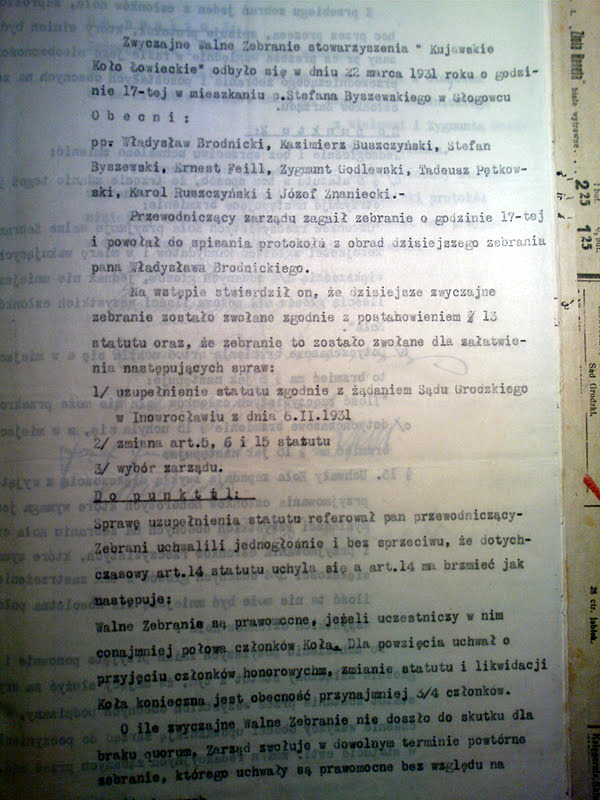 Zwyczajne Walne Zebranie stowarzyszenia " Kujawskie
Koło Łowieckie" odbyło się w dniu 22 marca 1931 roku o godzi-
nie 17-tej w mieszkaniu p.Stefana Byszewskiego w Głogowcu
O b e c n i :
pp. Władysław Brodnicki, Kazimierz Buszczyński, Stefan
Byszewski, Ernest Feill, Zygmunt Godlewski, Tadeusz Pętkow-
ski, Karol Ruszczyński i Józef Znaniecki.-
Przewodniczący zarządu zagaił zebranie o godzinie 17-tej
i powołał do spisania protokołu z obrad dzisiejszego zebrania
pana Władysława Brodnickiego.
Na wstępie stwierdził on, że dzisiejsze zwyczajne
zebranie zostało zwołane zgodnie z postanowieniem § 13
statutu oraz, że zebranie to zostało zwołane dla załatwie-
nia następujących spraw:
1/ uzupełnienie statutu zgodnie z żądaniem Sądu Grodzkiego
w Inowrocławiu z dnia 6.II.1931
2/ zmiana art.5, 6 i 15 statutu
3/ wybór zarządu.
D o p u n k t u 1:
Sprawę uzupełnienia statutu referował pan przewodniczący-
Zebrani uchwalili jednogłośnie i bez sprzeciwu, że dotych-
czasowy art.14 statutu uchyla się a art.14 ma brzmieć jak
następuje:
Walne Zebranie są prawomocne, jeżeli uczestniczy w nim
conajmniej połowa członków Koła. Dla powzięcia uchwał o
przyjęciu członków honorowych, zmianie statutu i likwidacji
Koła konieczna jest obecność przynajmniej 3/4 członków.
O ile zwyczajne Walne Zebranie nie doszło do skutku dla
braku quorum, Zarząd zwołuje w dowolnym terminie powtórne
zebranie, którego uchwały są prawomocne bez względu na
Sąd Grodzki.
2 25
1 25